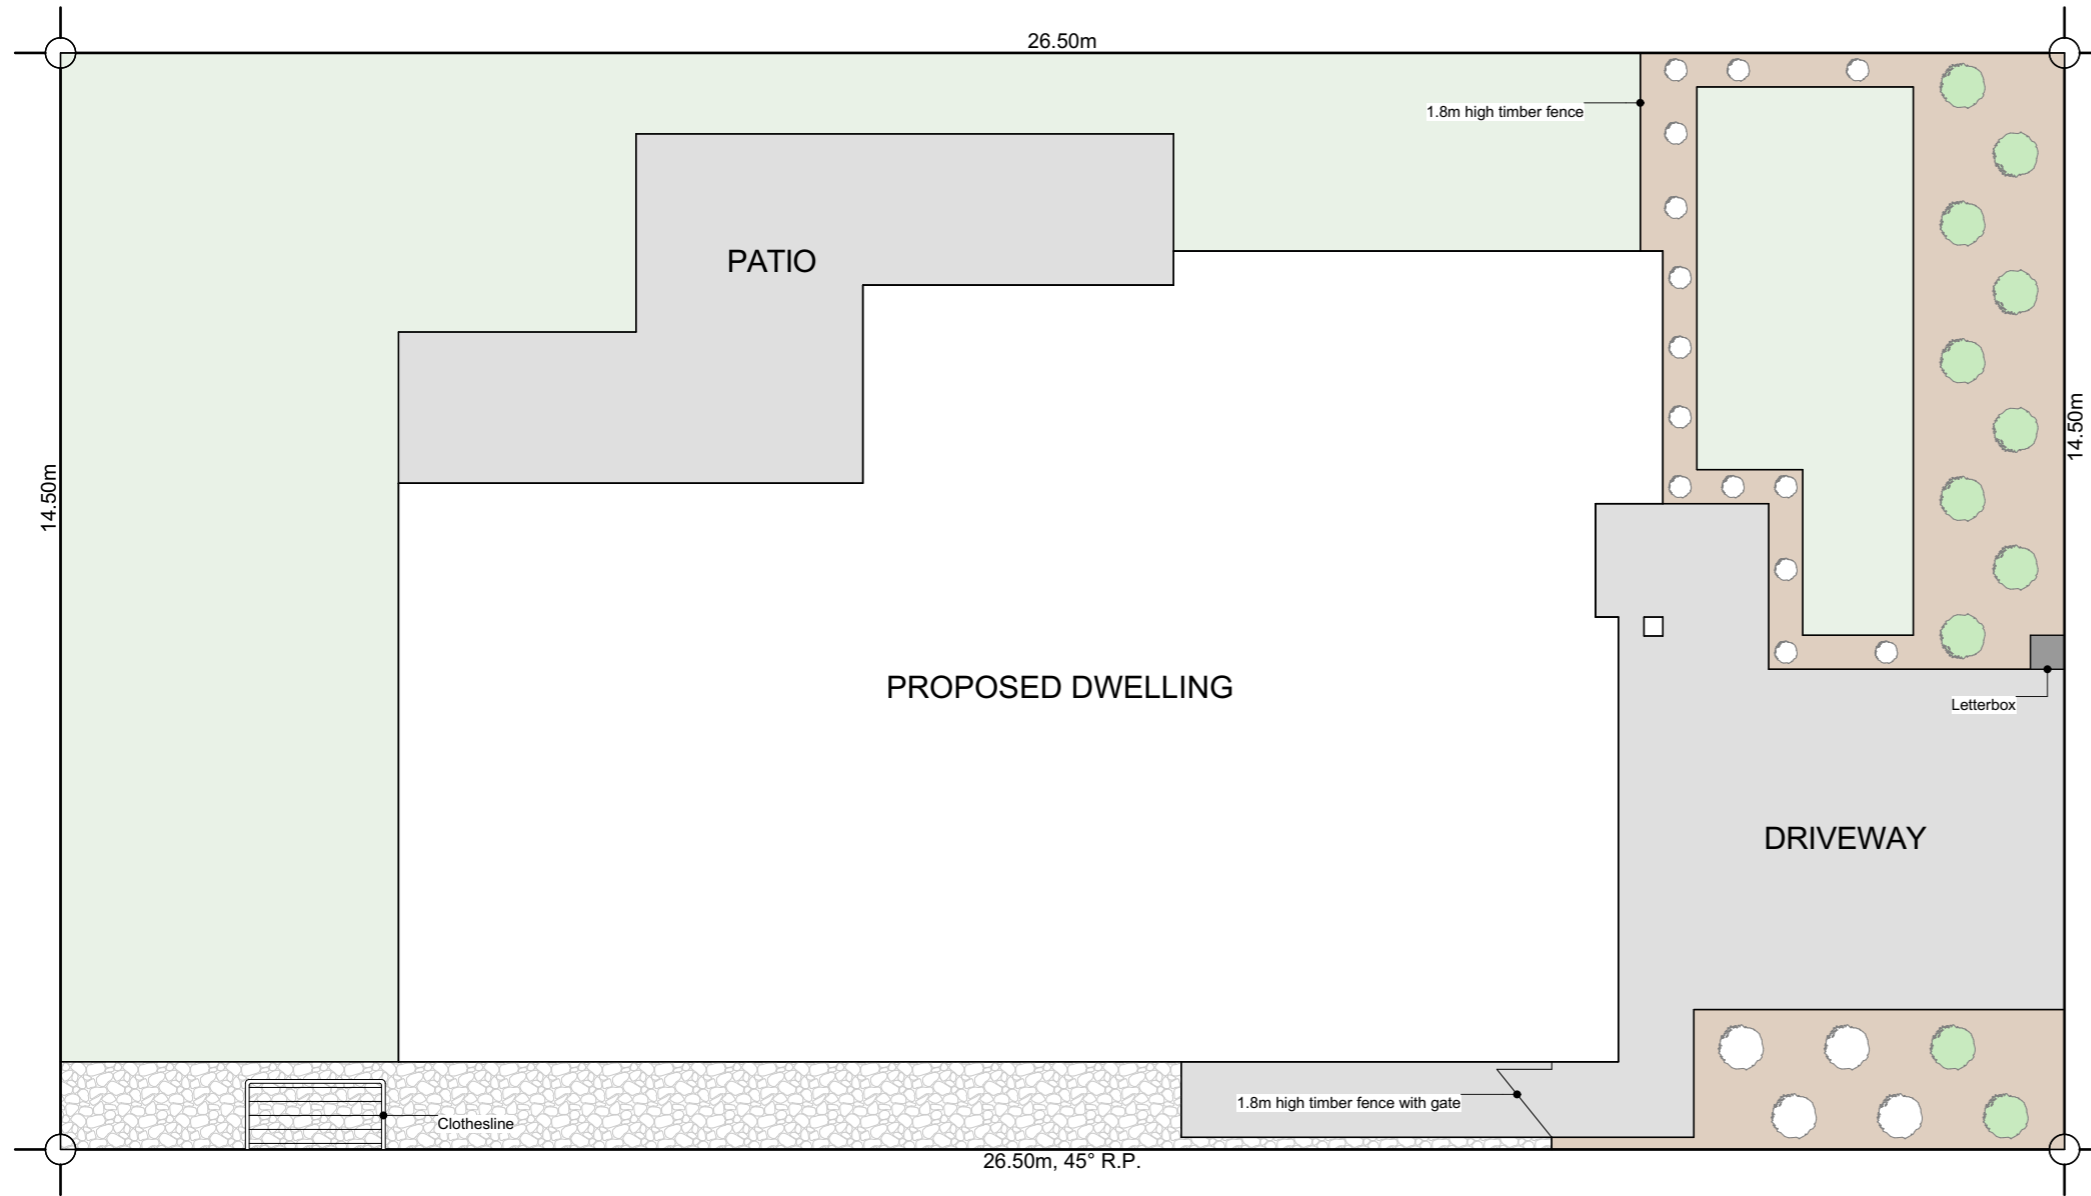 26.50m
1.8m high timber fence
PATIO
14.50m
14.50m
PROPOSED DWELLING
Letterbox
DRIVEWAY
1.8m high timber fence with gate
Clothesline
26.50m, 45° R.P.